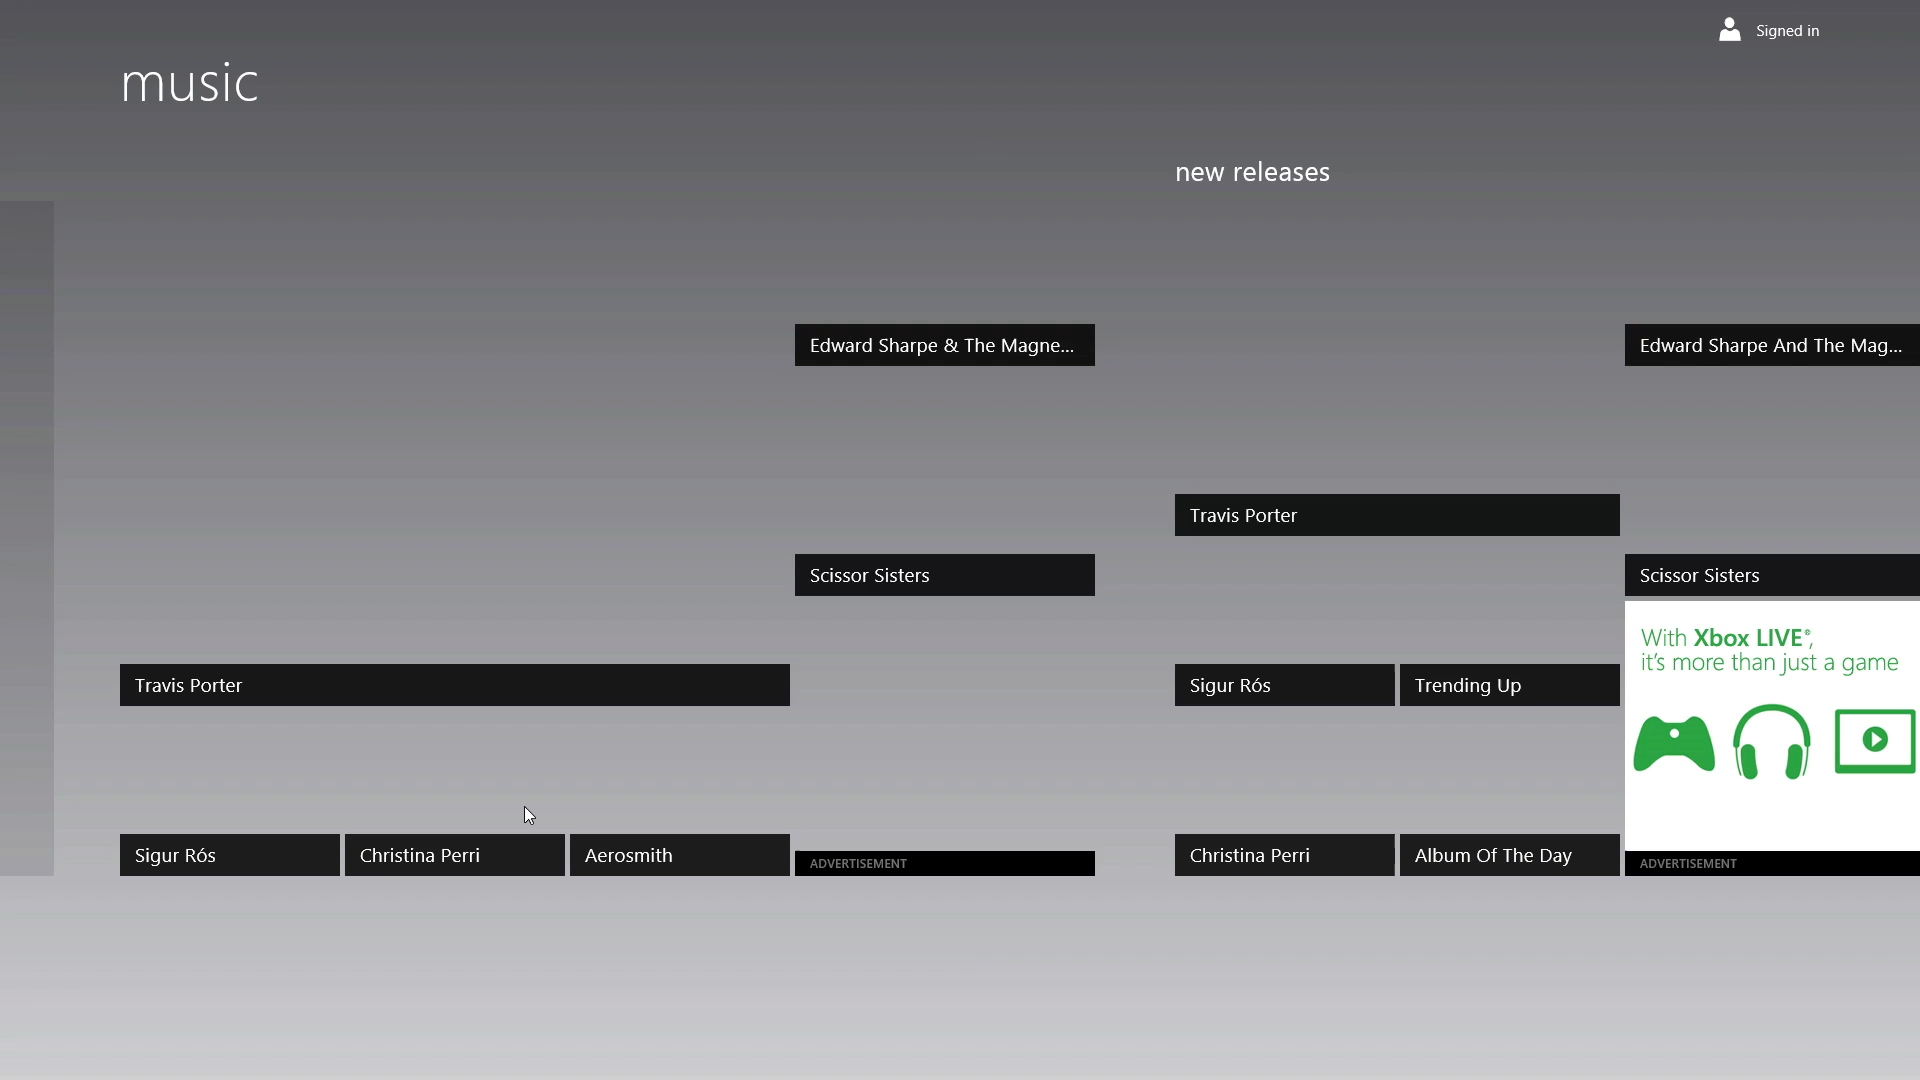 Signed in
music
new releases
Edward Sharpe & The Magne...
Scissor Sisters
Travis Porter
Sigur Rós
Christina Perri
Aerosmith
ADVERTISEMENT
Edward Sharpe And The Mag...
Travis Porter
Scissor Sisters
With Xbox LIVE®,
it's more than just a game
Sigur Rós
Trending Up
Christina Perri
Album Of The Day
ADVERTISEMENT